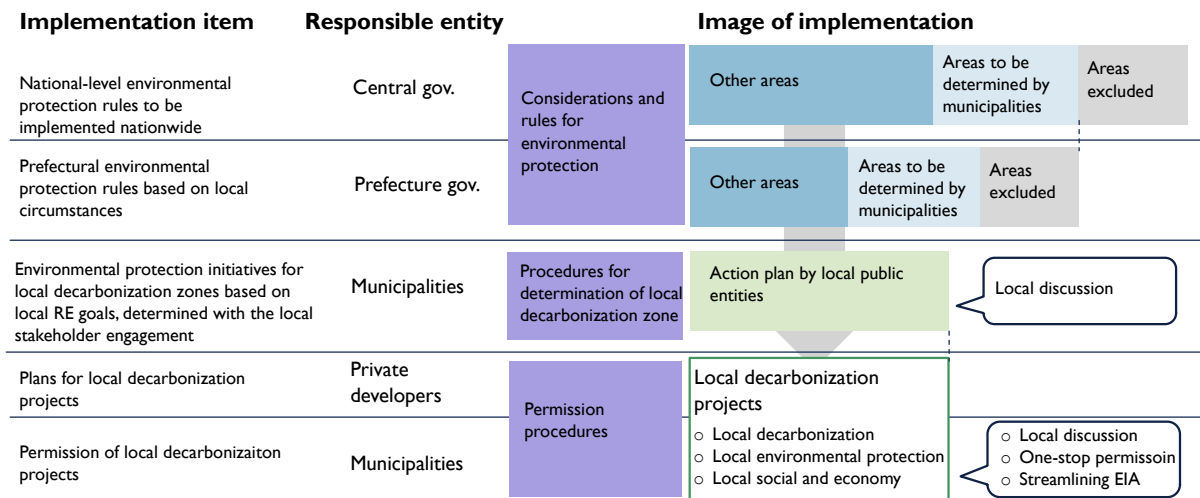 Implementation item
Responsible entity
Image of implementation
National-level environmental
protection rules to be
implemented nationwide
Central gov.
Considerations and
rules for
environmental
protection
Other areas
Areas to be
determined by
municipalities
Areas
excluded
Prefectural environmental
protection rules based on local
circumstances
Prefecture gov.
Other areas
Areas to be
determined by
municipalities
Areas
excluded
Environmental protection initiatives for
local decarbonization zones based on
local RE goals, determined with the local
stakeholder engagement
Municipalities
Procedures for
determination of local
decarbonization zone
Action plan by local public
entities
Local discussion
Plans for local decarbonization
projects
Private
developers
Permission
procedures
Local decarbonization
projects
○ Local decarbonization
○ Local environmental protection
○ Local social and economy
Permission of local decarbonizaiton
projects
Municipalities
○ Local discussion
○ One-stop permissoin
○ Streamlining EIA